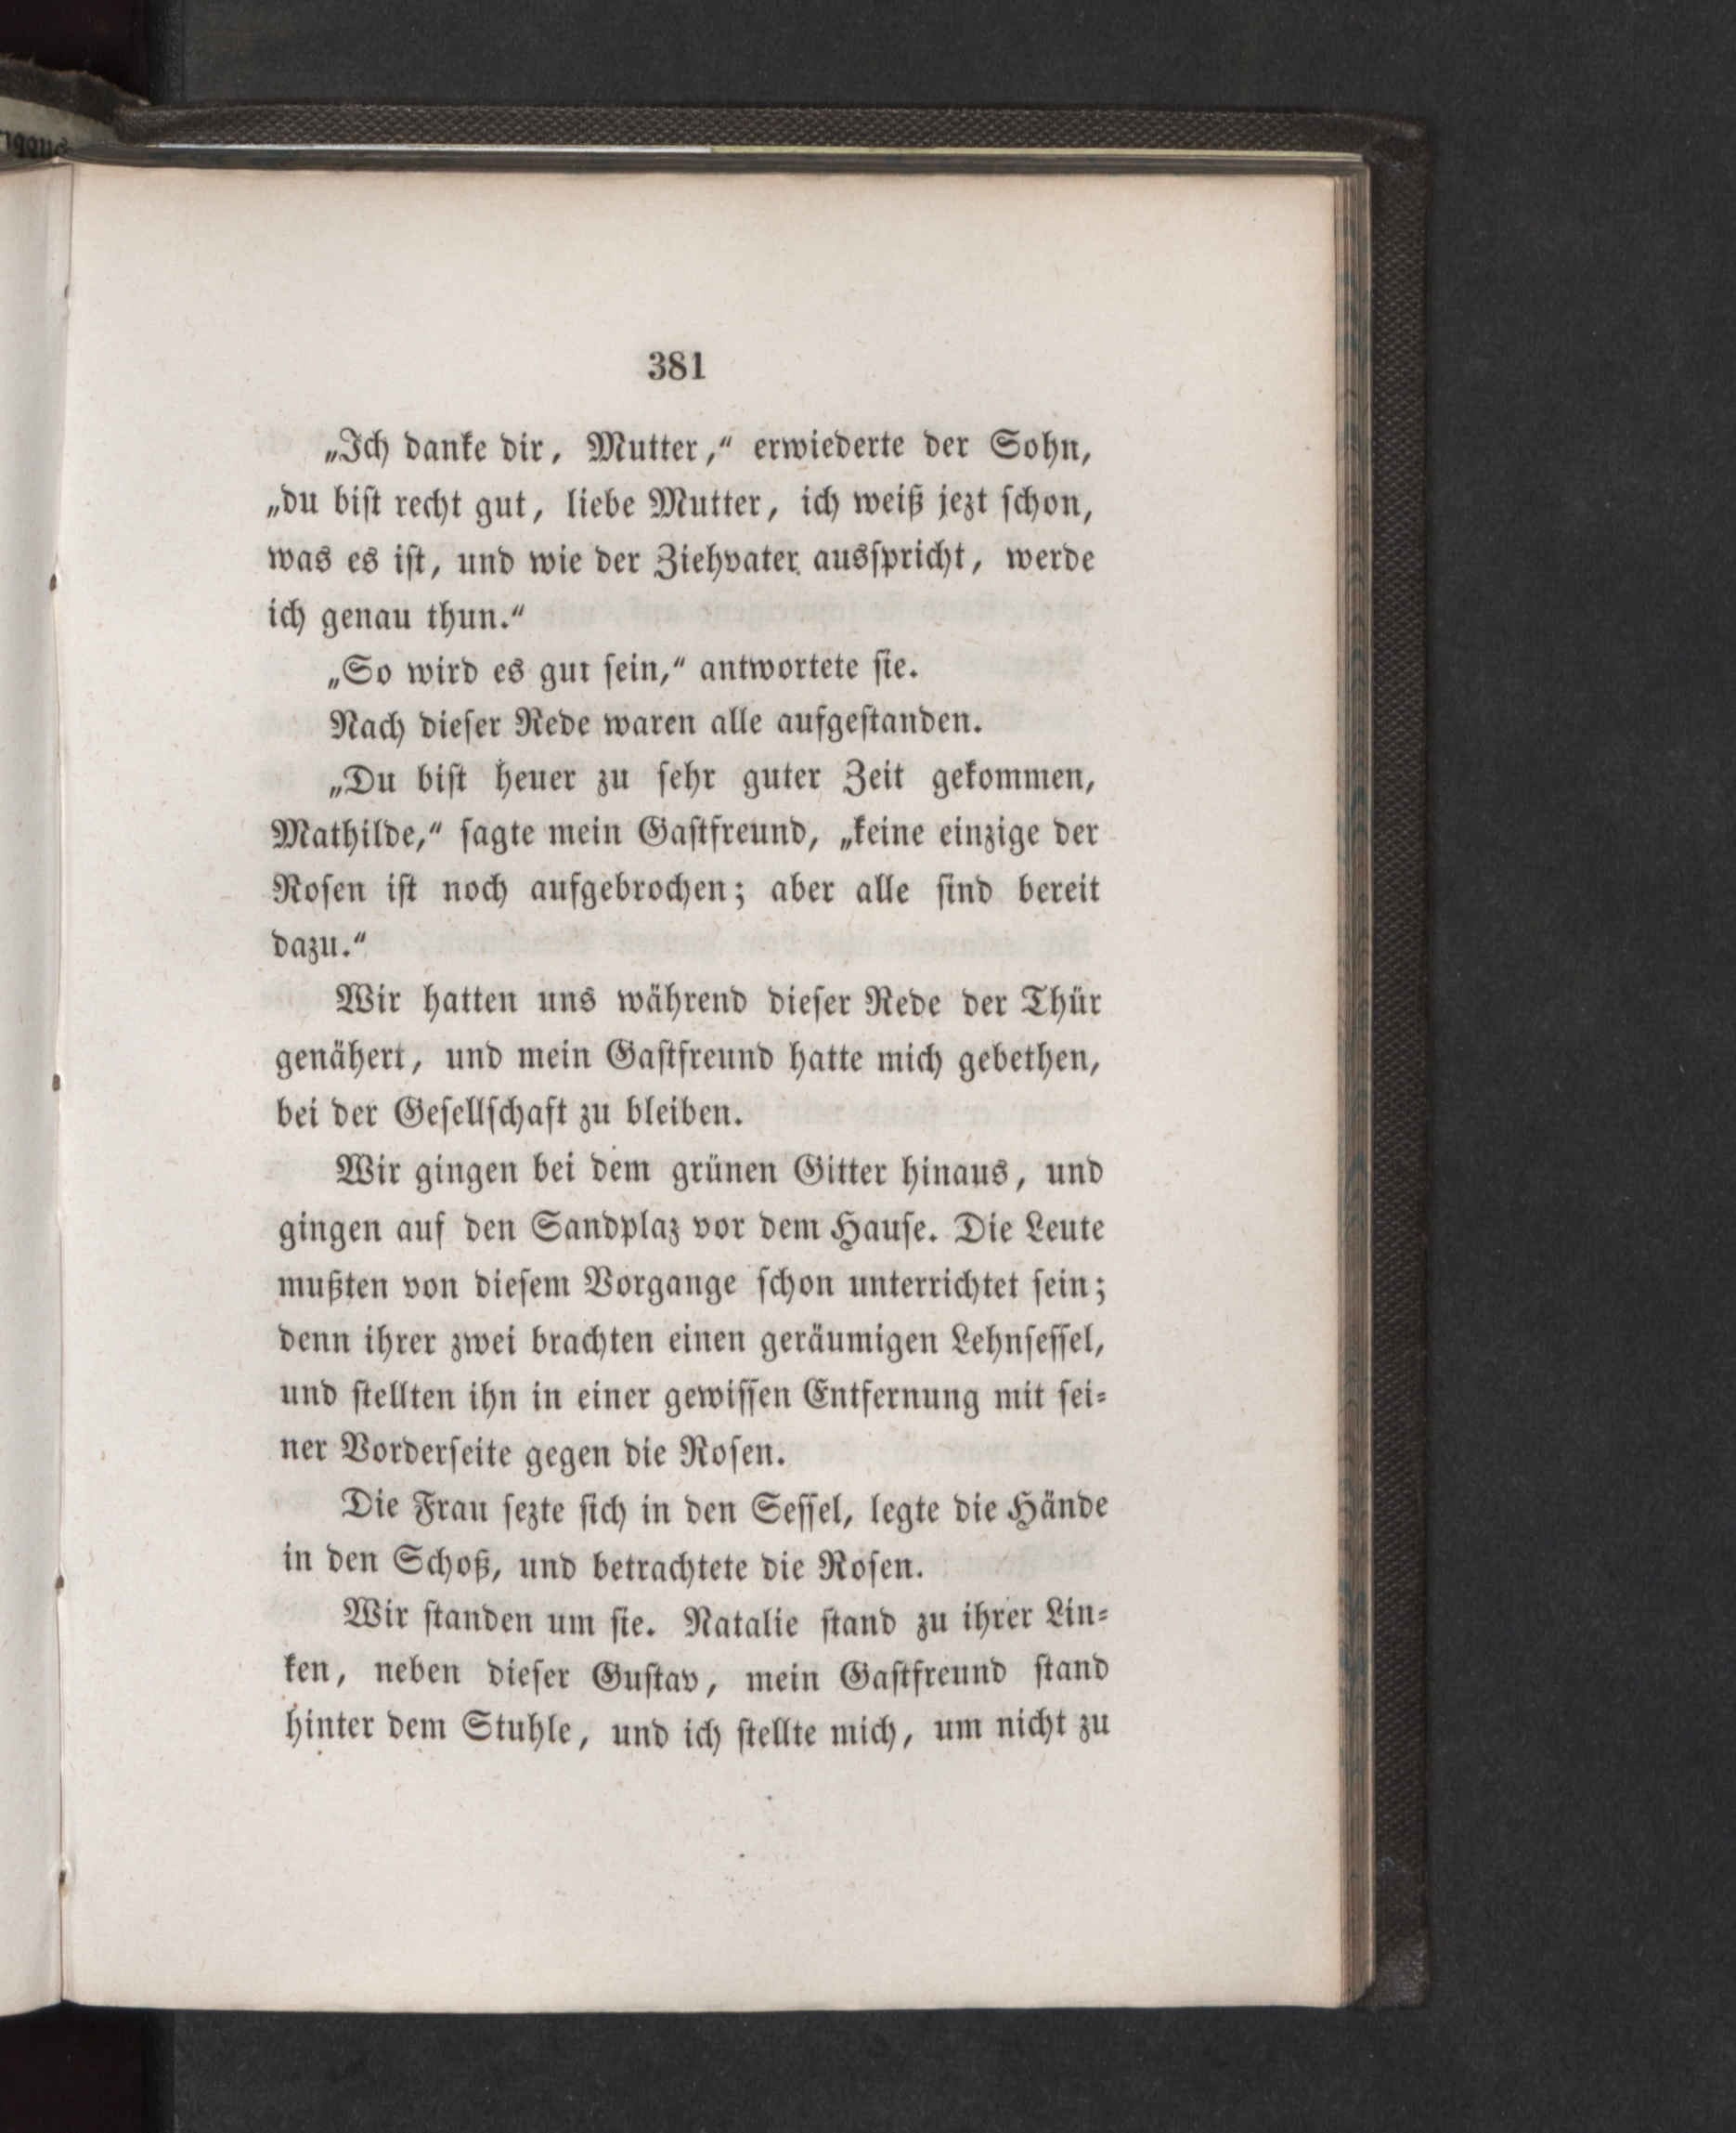 381
„Ich danke dir, Mutter,“ erwiederte der Sohn,
„du bist recht gut, liebe Mutter, ich weiß jezt schon,
was es ist, und wie der Ziehvater ausspricht, werde
ich genau thun.“
„So wird es gut sein,“ antwortete sie.
Nach dieser Rede waren alle aufgestanden.
„Du bist heuer zu sehr guter Zeit gekommen,
Mathilde,“ sagte mein Gastfreund, „keine einzige der
Rosen ist noch aufgebrochen; aber alle sind bereit
dazu.“
Wir hatten uns während dieser Rede der Thür
genähert, und mein Gastfreund hatte mich gebethen,
bei der Gesellschaft zu bleiben.
Wir gingen bei dem grünen Gitter hinaus, und
gingen auf den Sandplaz vor dem Hause. Die Leute
mußten von diesem Vorgange schon unterrichtet sein;
denn ihrer zwei brachten einen geräumigen Lehnsessel,
und stellten ihn in einer gewissen Entfernung mit sei-
ner Vorderseite gegen die Rosen.
Die Frau sezte sich in den Sessel, legte die Hände
in den Schoß, und betrachtete die Rosen.
Wir standen um sie. Natalie stand zu ihrer Lin-
ken, neben dieser Gustav, mein Gastfreund stand
hinter dem Stuhle, und ich stellte mich, um nicht zu